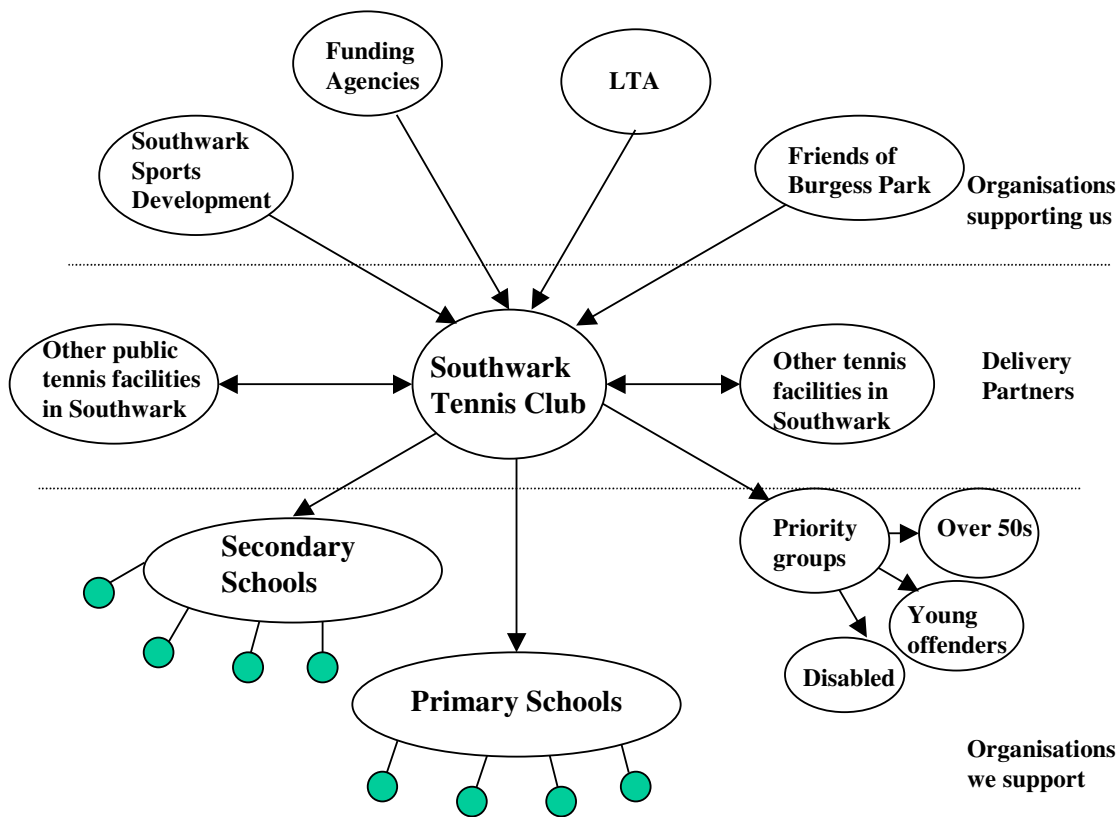 Funding
Agencies
LTA
Southwark
Sports
Development
Friends of
Burgess Park
Organisations
supporting us
Other public
tennis facilities
in Southwark
Southwark
Tennis Club
Other tennis
facilities in
Southwark
Delivery
Partners
Secondary
Schools
Priority
groups
Over 50s
Young
offenders
Disabled
Primary Schools
Organisations
we support